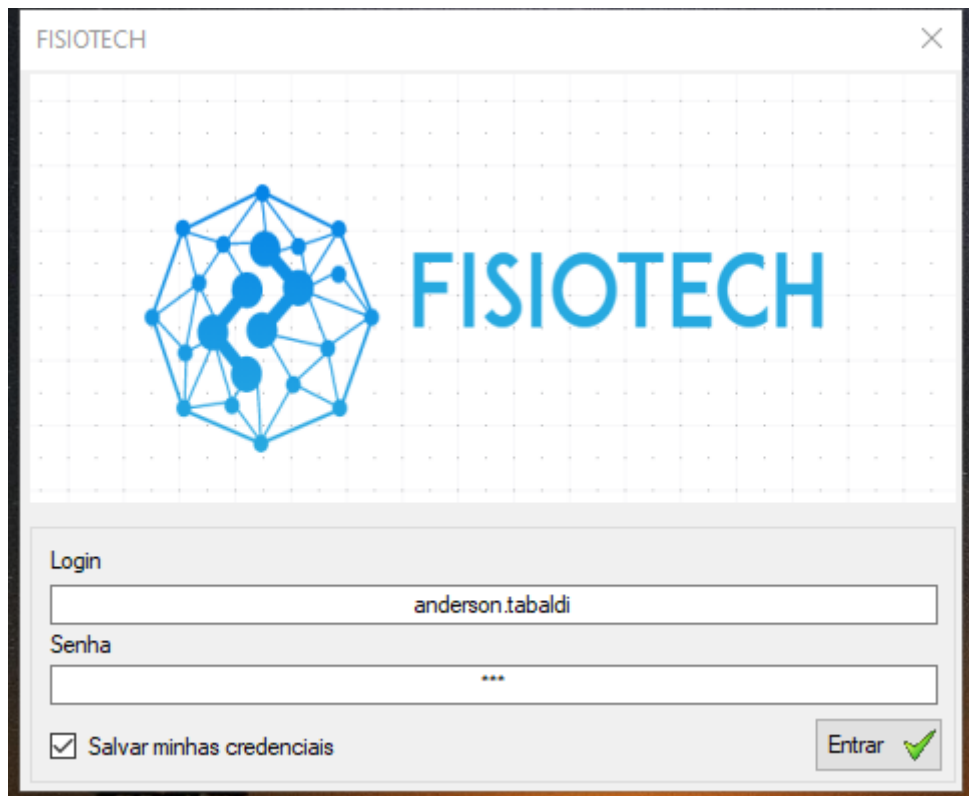 FISIOTECH
FISIOTECH
Login
anderson.tabaldi
Senha
***
Salvar minhas credenciais
Entrar